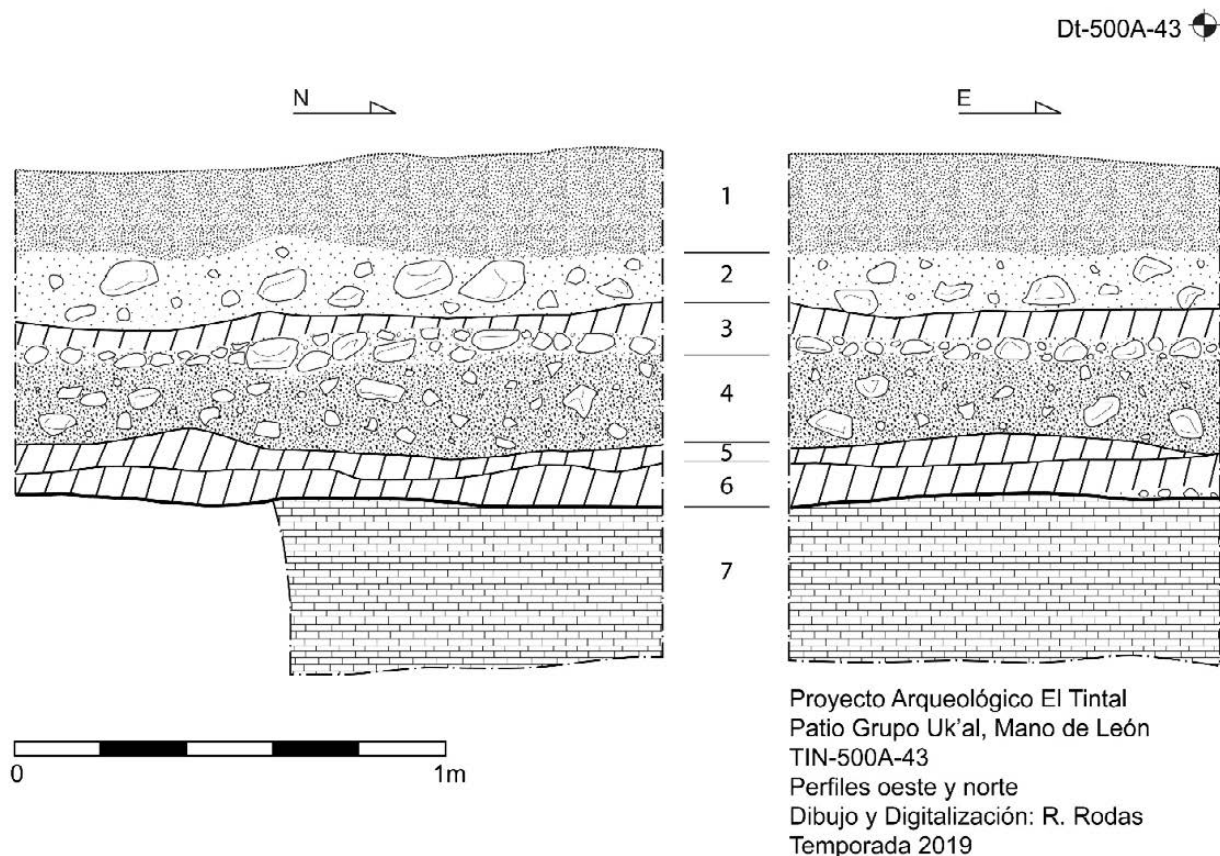 Dt-500A-43
N
E
1
2
3
4
5
6
7
0
1m
Proyecto Arqueológico El Tintal
Patio Grupo Uk'al, Mano de León
TIN-500A-43
Perfiles oeste y norte
Dibujo y Digitalización: R. Rodas
Temporada 2019